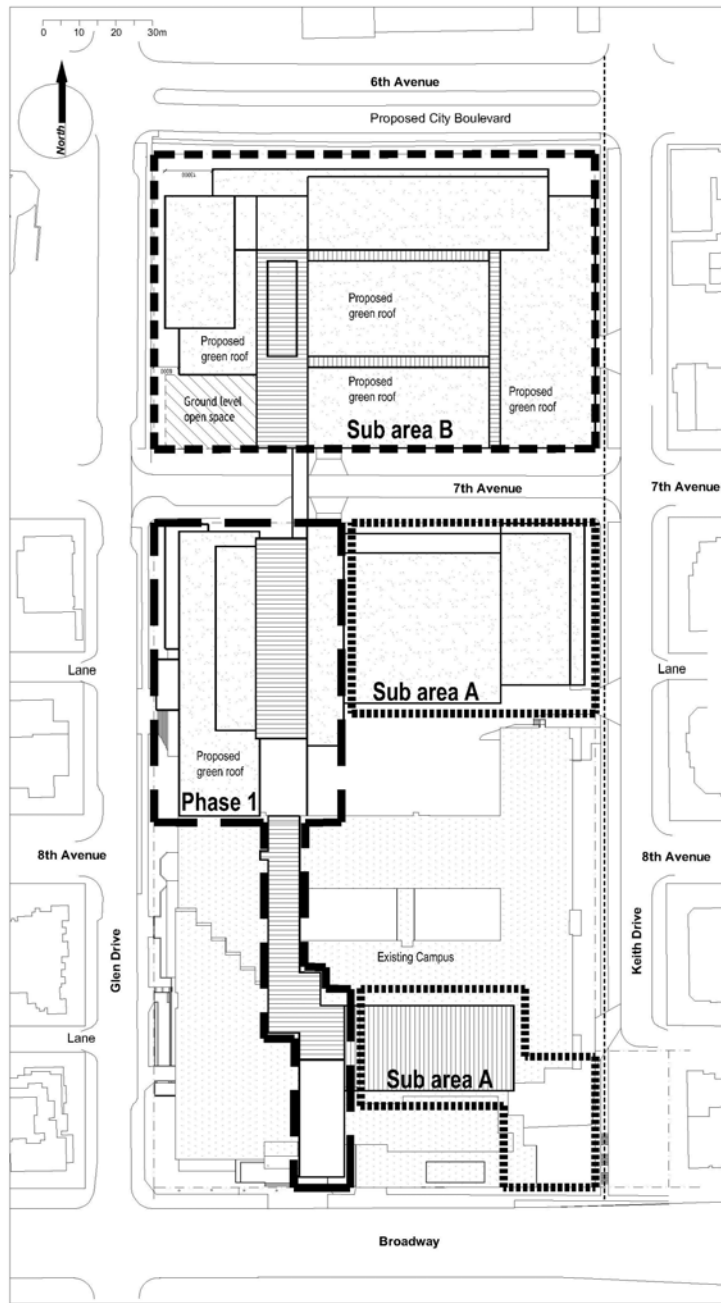 0 10 20 30m
North
6th Avenue
Proposed City Boulevard
Proposed
green roof
Proposed
green roof
Proposed
green roof
Proposed
green roof
Ground level
open space
Sub area B
7th Avenue
7th Avenue
Lane
Sub area A
Lane
Proposed
green roof
Phase 1
8th Avenue
8th Avenue
Glen Drive
Existing Campus
Keith Drive
Lane
Sub area A
Broadway